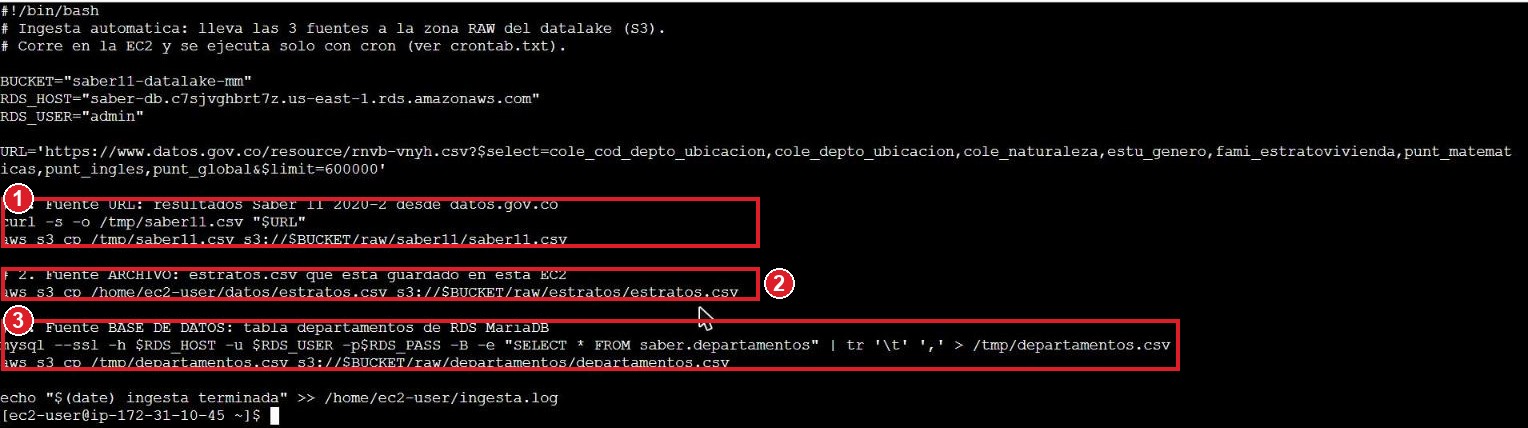 #!/bin/bash
# Ingesta automatica: lleva las 3 fuentes a la zona RAW del datalake (S3).
# Corre en la EC2 y se ejecuta solo con cron (ver crontab.txt).
BUCKET="saber11-datalake-mm"
RDS_HOST="saber-db.c7sjvghbrt7z.us-east-1.rds.amazonaws.com"
RDS_USER="admin"
URL='https://www.datos.gov.co/resource/rnvb-vnyh.csv?$select=cole_cod_depto_ubicacion,cole_depto_ubicacion,cole_naturaleza,estu_genero,fami_estratovivienda,punt_matemat
icas,punt_ingles,punt_global&$limit=600000'
1
. Fuente URL: resultados Saber 11 2020-2 desde datos.gov.co
curl -s -o /tmp/saber11.csv "$URL"
aws s3 cp /tmp/saber11.csv s3://$BUCKET/raw/saber11/saber11.csv
# 2. Fuente ARCHIVO: estratos.csv que esta guardado en esta EC2
aws s3 cp /home/ec2-user/datos/estratos.csv s3://$BUCKET/raw/estratos/estratos.csv
2
3
. Fuente BASE DE DATOS: tabla departamentos de RDS MariaDB
mysql --ssl -h $RDS_HOST -u $RDS_USER -p$RDS_PASS -B -e "SELECT * FROM saber.departamentos" | tr '\t' ',' > /tmp/departamentos.csv
aws s3 cp /tmp/departamentos.csv s3://$BUCKET/raw/departamentos/departamentos.csv
echo "$(date) ingesta terminada" >> /home/ec2-user/ingesta.log
[ec2-user@ip-172-31-10-45 ~]$